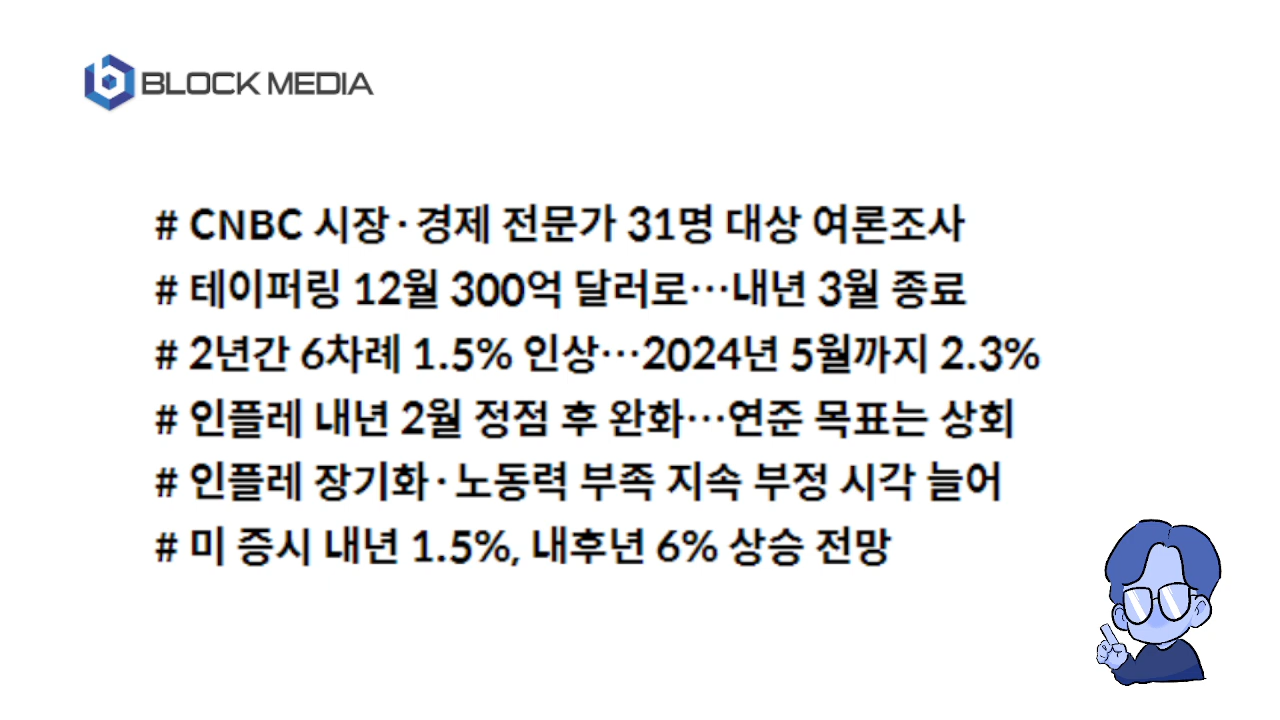 BLOCK MEDIA
# CNBC 시장·경제 전문가 31명 대상 여론조사
# 테이퍼링 12월 300억 달러로…내년 3월 종료
# 2년간 6차례 1.5% 인상…2024년 5월까지 2.3%
# 인플레 내년 2월 정점 후 완화…연준 목표는 상회
# 인플레 장기화·노동력 부족 지속 부정 시각 늘어
# 미 증시 내년 1.5%, 내후년 6% 상승 전망